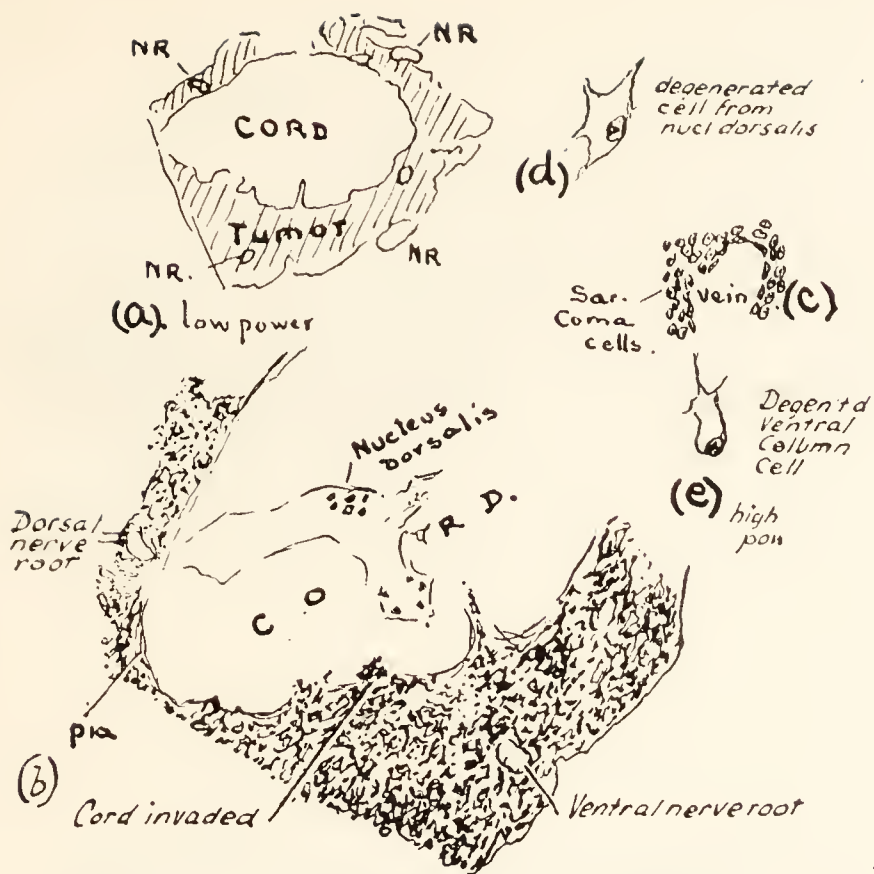 NR
NR
CORD
Tumor
NR.
NR
(a). low power
degenerated
cell from
nucl dorsalis
(d)
Sar.
coma
cells.
vein
(c)
Degen't'd
Ventral
Column
Cell
(e)
high
pow
Nucleus
dorsalis
Dorsal
nerve
root
C O R D.
pia
(b)
Cord invaded
Ventral nerve root